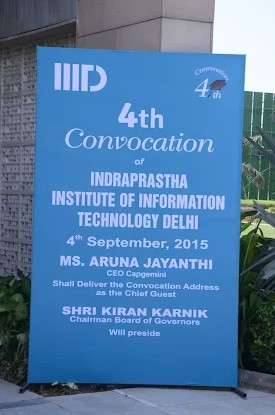 IIITD
Convocation
4th
4th
Convocation
of
INDRAPRASTHA
INSTITUTE OF INFORMATION
TECHNOLOGY DELHI
4th September, 2015
MS. ARUNA JAYANTHI
CEO Capgemini
Shall Deliver the Convocation Address
as the Chief Guest
SHRI KIRAN KARNIK
Chairman Board of Governors
Will preside